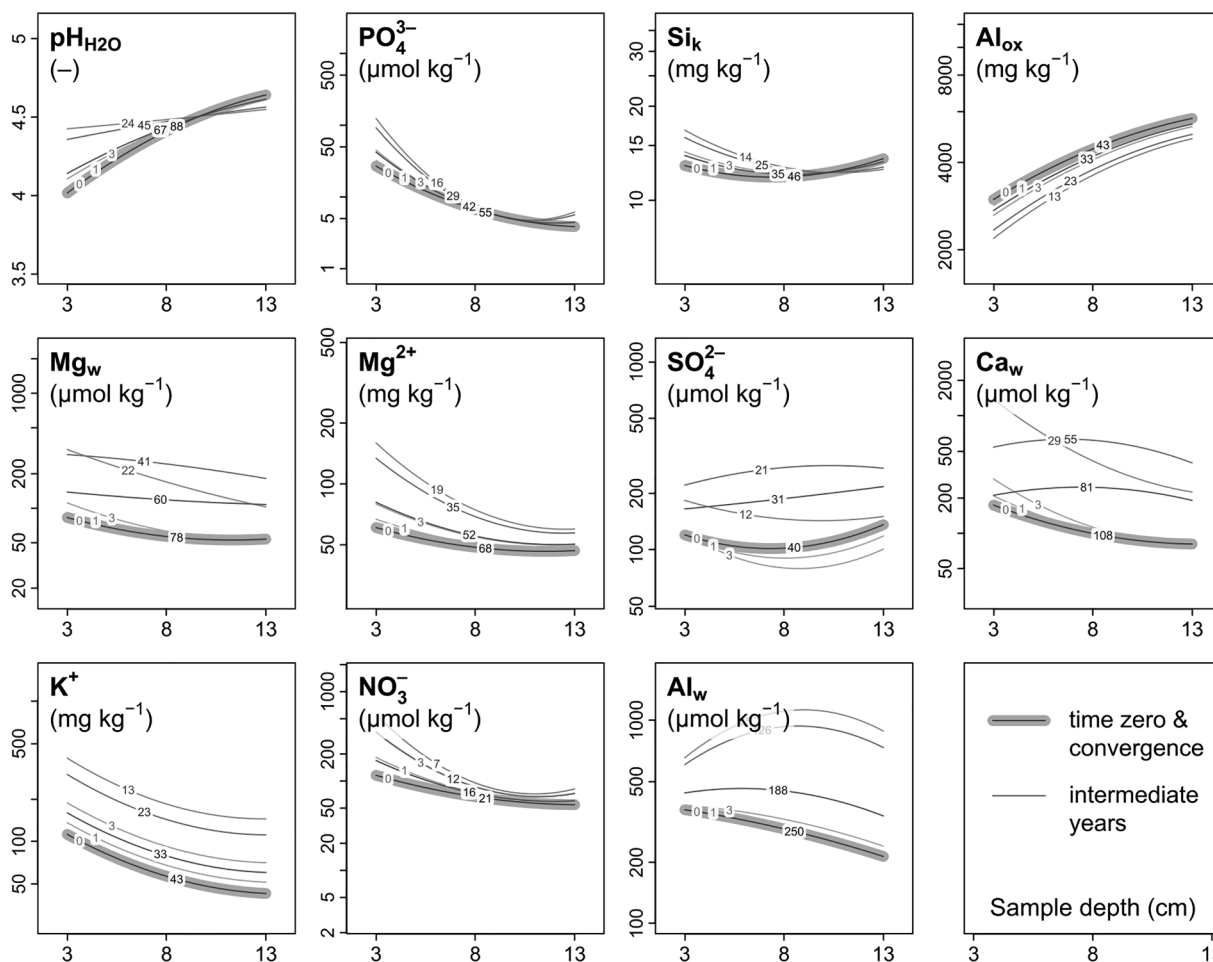 pH_H2O
(–)
5
4.5
4
3.5
0 1 3 24 45 67 88
3 8 13
PO₄³⁻
(µmol kg⁻¹)
500
50
5
1
0 1 3 16 29 42 55
3 8 13
Si_k
(mg kg⁻¹)
30
20
15
10
0 1 3 14 25 35 46
3 8 13
Al_ox
(mg kg⁻¹)
8000
4000
2000
0 1 3 13 23 33 43
3 8 13
Mg_w
(µmol kg⁻¹)
1000
200
50
20
0 1 3 22 41 60 78
3 8 13
Mg²⁺
(mg kg⁻¹)
500
200
100
50
0 1 3 19 35 52 68
3 8 13
SO₄²⁻
(µmol kg⁻¹)
1000
500
200
100
50
0 1 3 12 21 31 40
3 8 13
Ca_w
(µmol kg⁻¹)
2000
500
200
50
0 1 3 29 55 81 108
3 8 13
K⁺
(mg kg⁻¹)
500
100
50
0 1 3 13 23 33 43
3 8 13
NO₃⁻
(µmol kg⁻¹)
1000
200
50
20
5
2
0 1 3 7 12 16 21
3 8 13
Al_w
(µmol kg⁻¹)
1000
500
200
100
0 1 3 188 250
3 8 13
time zero &
convergence
intermediate
years
Sample depth (cm)
3 8